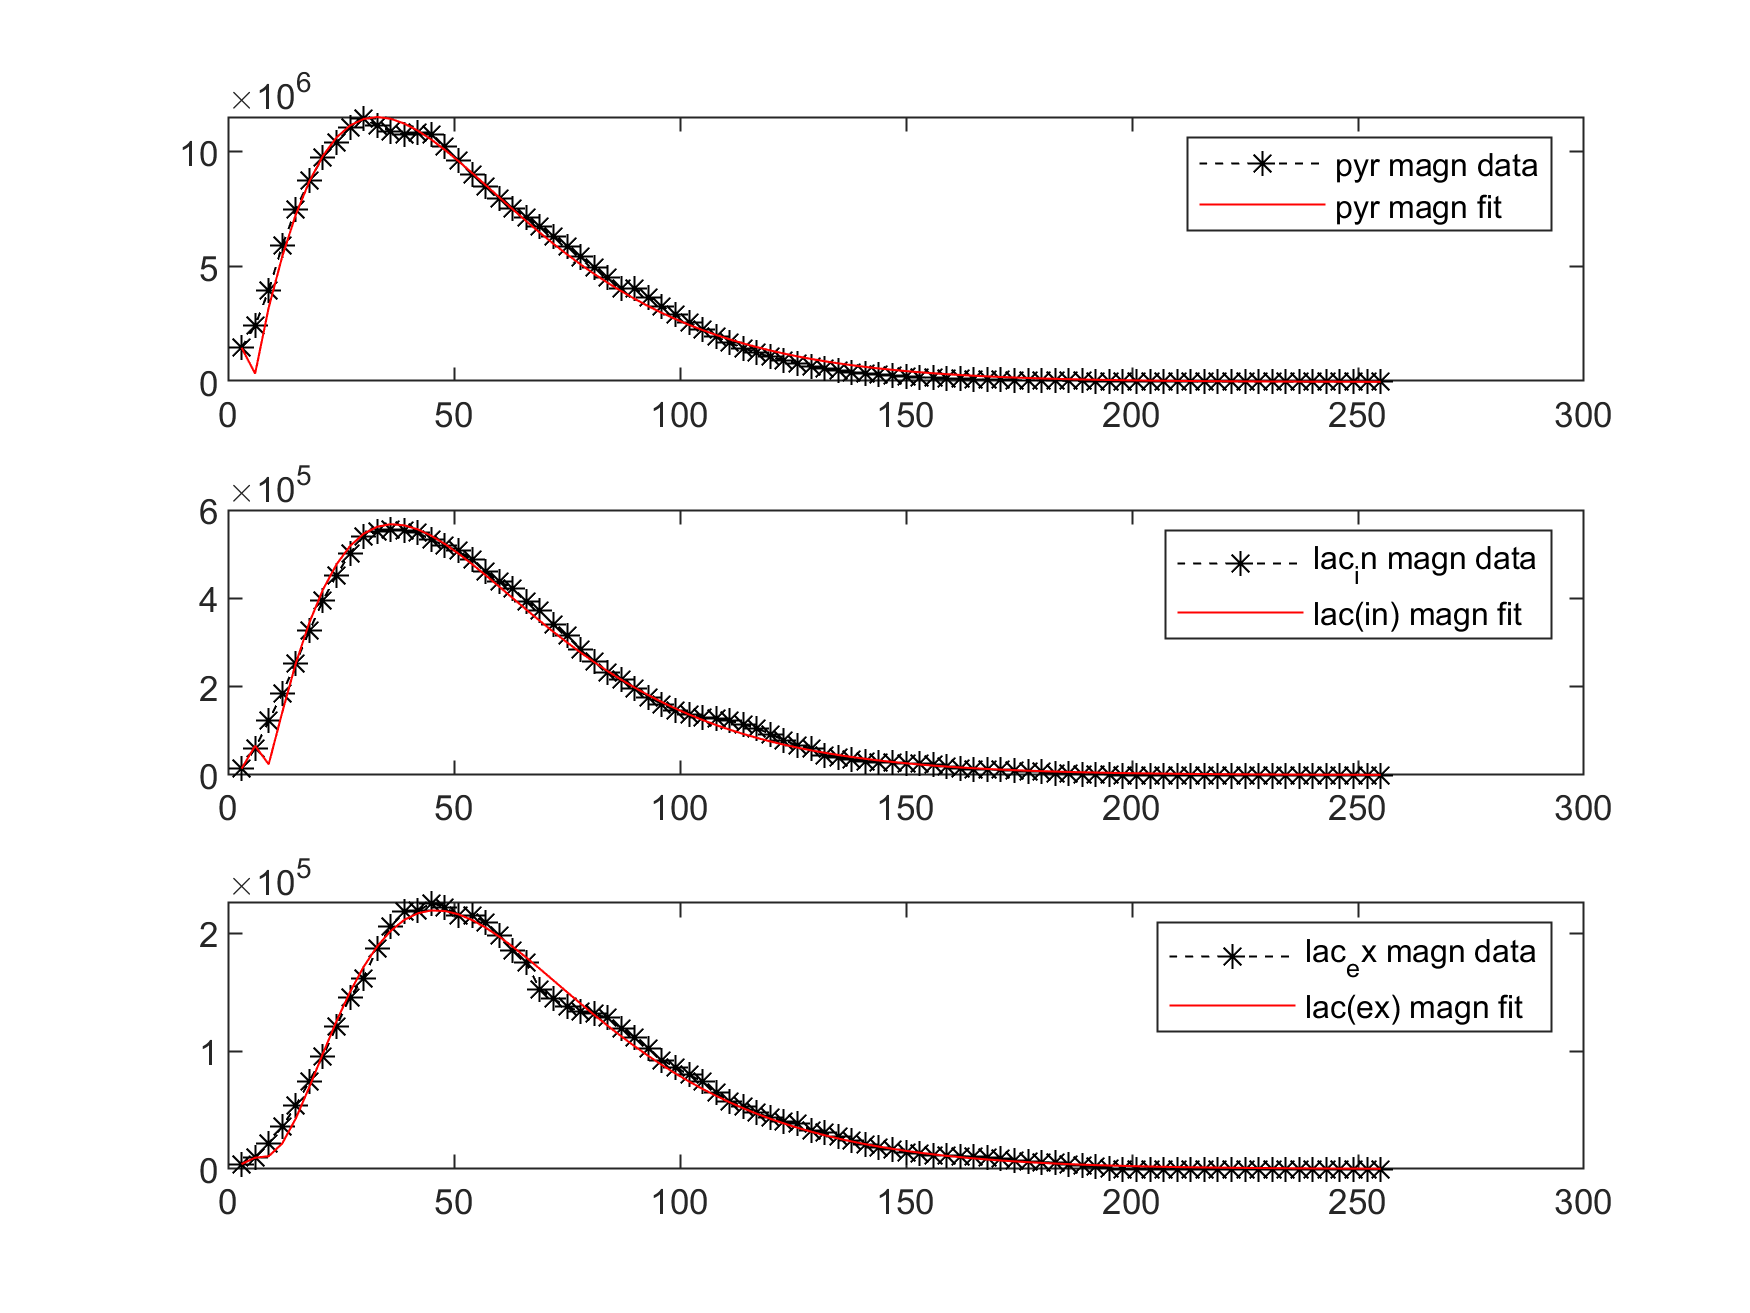 ×10^6
10
5
0
0 50 100 150 200 250 300
pyr magn data
pyr magn fit
×10^5
6
4
2
0
0 50 100 150 200 250 300
lac_in magn data
lac(in) magn fit
×10^5
2
1
0
0 50 100 150 200 250 300
lac_ex magn data
lac(ex) magn fit